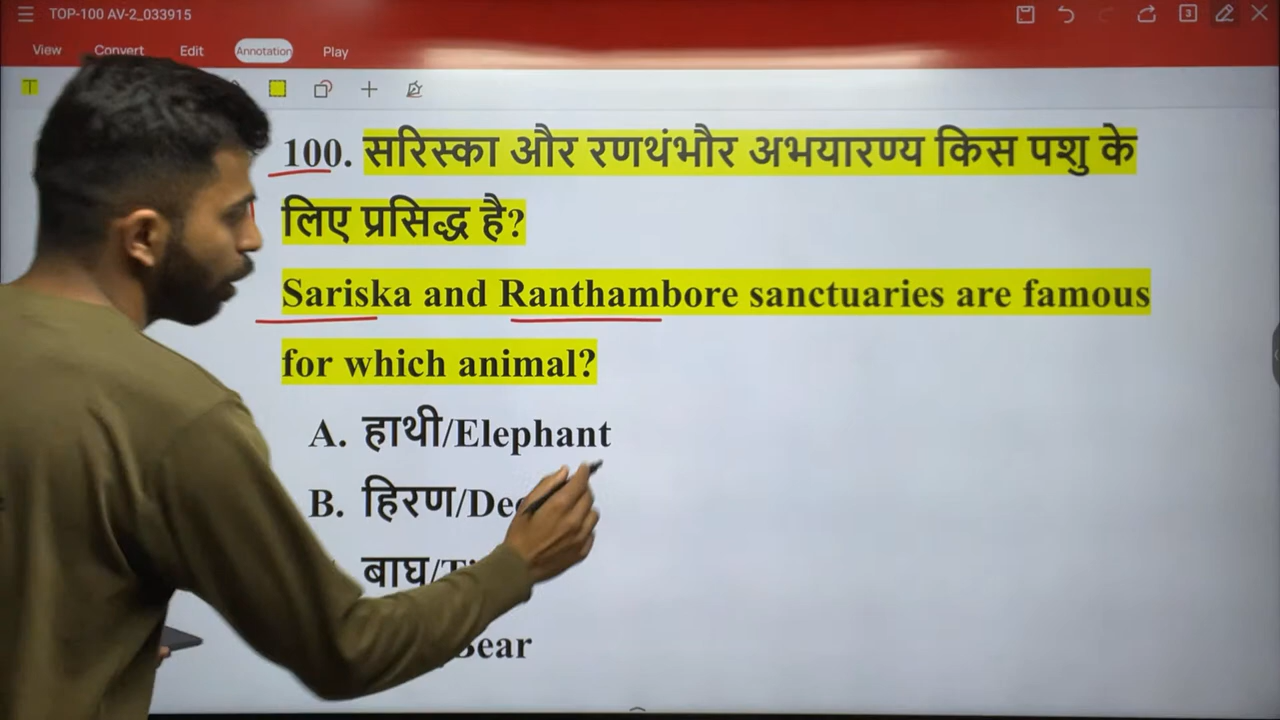 TOP-100 AV-2_033915
3
View Convert Edit Annotation Play
T
100. सरिस्का और रणथंभौर अभयारण्य किस पशु के
लिए प्रसिद्ध है?
Sariska and Ranthambore sanctuaries are famous
for which animal?
A. हाथी/Elephant
B. हिरण/
बाघ/
Bear